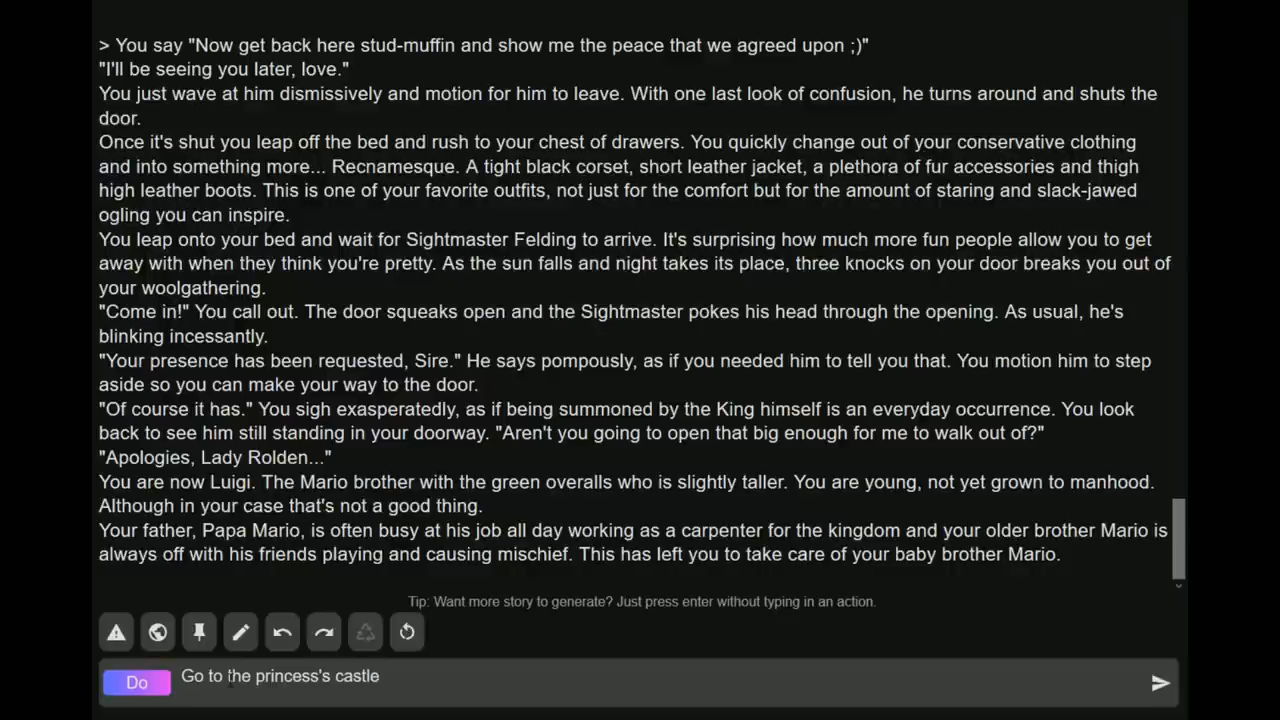 > You say "Now get back here stud-muffin and show me the peace that we agreed upon ;)"
"I'll be seeing you later, love."
You just wave at him dismissively and motion for him to leave. With one last look of confusion, he turns around and shuts the
door.
Once it's shut you leap off the bed and rush to your chest of drawers. You quickly change out of your conservative clothing
and into something more... Recnamesque. A tight black corset, short leather jacket, a plethora of fur accessories and thigh
high leather boots. This is one of your favorite outfits, not just for the comfort but for the amount of staring and slack-jawed
ogling you can inspire.
You leap onto your bed and wait for Sightmaster Felding to arrive. It's surprising how much more fun people allow you to get
away with when they think you're pretty. As the sun falls and night takes its place, three knocks on your door breaks you out of
your woolgathering.
"Come in!" You call out. The door squeaks open and the Sightmaster pokes his head through the opening. As usual, he's
blinking incessantly.
"Your presence has been requested, Sire." He says pompously, as if you needed him to tell you that. You motion him to step
aside so you can make your way to the door.
"Of course it has." You sigh exasperatedly, as if being summoned by the King himself is an everyday occurrence. You look
back to see him still standing in your doorway. "Aren't you going to open that big enough for me to walk out of?"
"Apologies, Lady Rolden..."
You are now Luigi. The Mario brother with the green overalls who is slightly taller. You are young, not yet grown to manhood.
Although in your case that's not a good thing.
Your father, Papa Mario, is often busy at his job all day working as a carpenter for the kingdom and your older brother Mario is
always off with his friends playing and causing mischief. This has left you to take care of your baby brother Mario.
Tip: Want more story to generate? Just press enter without typing in an action.
Do Go to the princess's castle